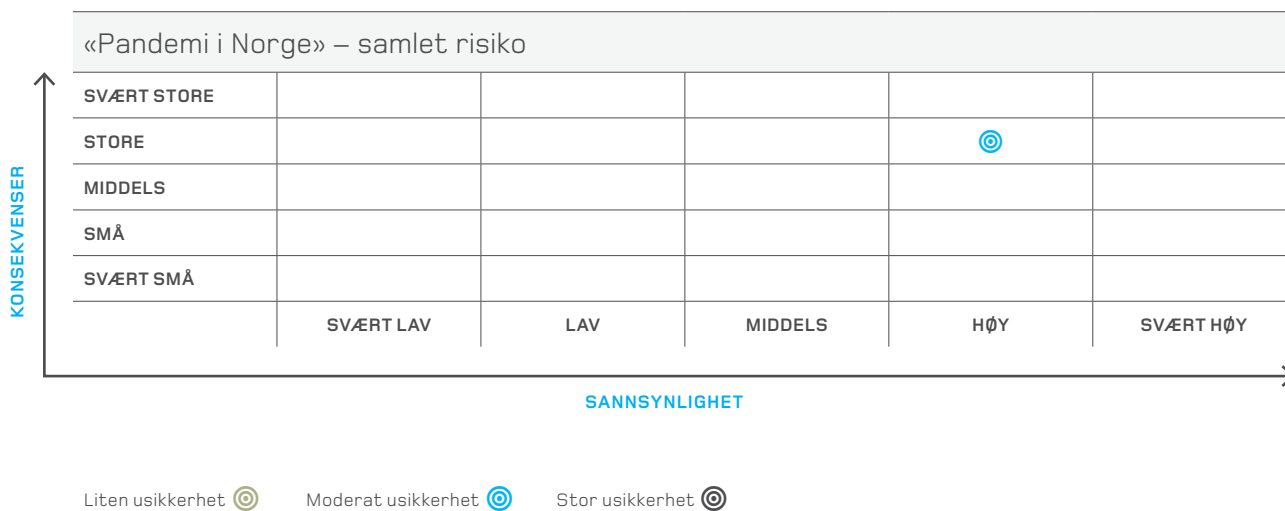 «Pandemi i Norge» – samlet risiko
KONSEKVENSER
SVÆRT STORE
STORE
MIDDELS
SMÅ
SVÆRT SMÅ
SVÆRT LAV LAV MIDDELS HØY SVÆRT HØY
SANNSYNLIGHET
Liten usikkerhet Moderat usikkerhet Stor usikkerhet